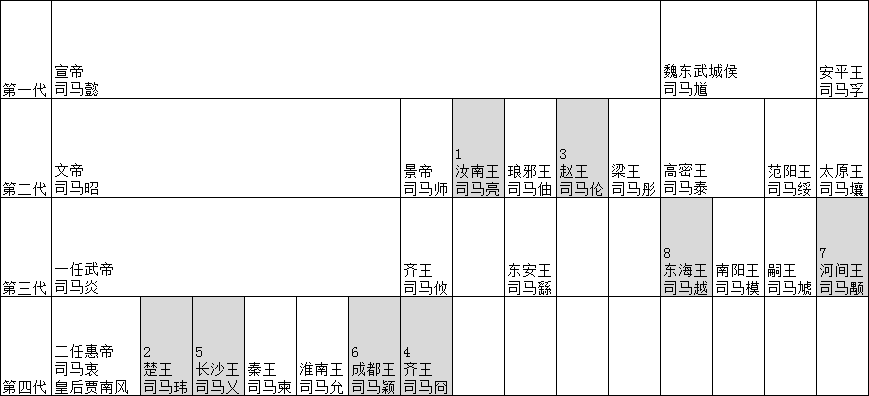 第一代
宣帝
司马懿
魏东武城侯
司马馗
安平王
司马孚
第二代
文帝
司马昭
景帝
司马师
1
汝南王
司马亮
琅邪王
司马伷
3
赵王
司马伦
梁王
司马肜
高密王
司马泰
范阳王
司马绥
太原王
司马瓌
第三代
一任武帝
司马炎
齐王
司马攸
东安王
司马繇
8
东海王
司马越
南阳王
司马模
嗣王
司马虓
7
河间王
司马颙
第四代
二任惠帝
司马衷
皇后贾南风
2
楚王
司马玮
5
长沙王
司马乂
秦王
司马柬
淮南王
司马允
6
成都王
司马颖
4
齐王
司马冏